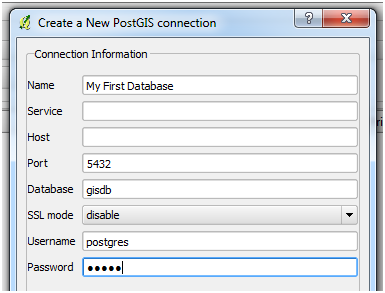 Create a New PostGIS connection
Connection Information
Name My First Database
Service
Host
Port 5432
Database gisdb
SSL mode disable
Username postgres
Password ●●●●●